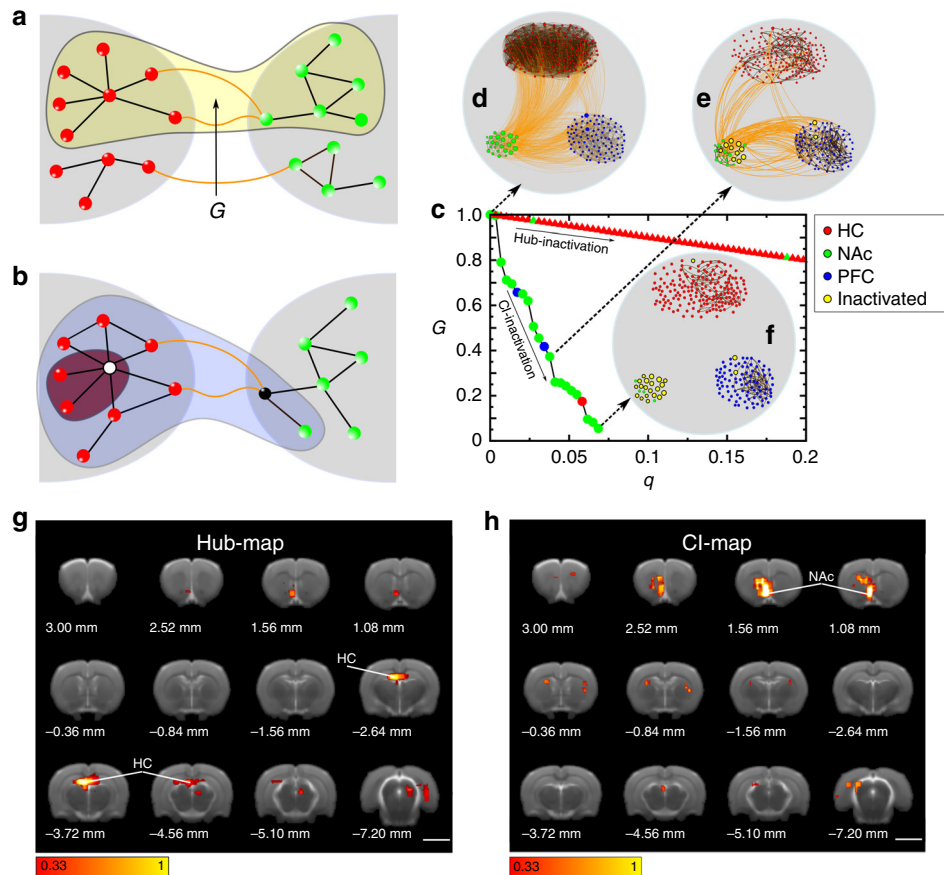 a
G
b
d
e
c
1.0
0.8
0.6
0.4
0.2
0
G
Hub-inactivation
CI-inactivation
f
0
0.05
0.1
0.15
0.2
q
HC
NAc
PFC
Inactivated
g
Hub-map
3.00 mm
2.52 mm
1.56 mm
1.08 mm
HC
–0.36 mm
–0.84 mm
–1.56 mm
–2.64 mm
HC
–3.72 mm
–4.56 mm
–5.10 mm
–7.20 mm
0.33
1
h
CI-map
NAc
3.00 mm
2.52 mm
1.56 mm
1.08 mm
–0.36 mm
–0.84 mm
–1.56 mm
–2.64 mm
–3.72 mm
–4.56 mm
–5.10 mm
–7.20 mm
0.33
1